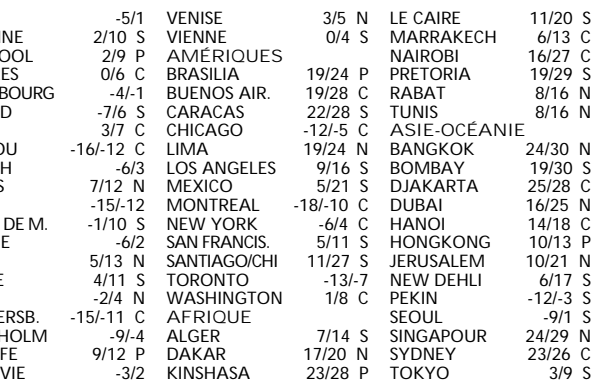 -5/1
NE 2/10 S
OOL 2/9 P
ES 0/6 C
BOURG -4/-1
D -7/6 S
3/7 C
OU -16/-12 C
H -6/3
S 7/12 N
-15/-12
DE M. -1/10 S
E -6/2
5/13 N
E 4/11 S
-2/4 N
ERSB. -15/-11 C
HOLM -9/-4
FE 9/12 P
VIE -3/2
VENISE 3/5 N
VIENNE 0/4 S
AMÉRIQUES
BRASILIA 19/24 P
BUENOS AIR. 19/28 C
CARACAS 22/28 S
CHICAGO -12/-5 C
LIMA 19/24 N
LOS ANGELES 9/16 S
MEXICO 5/21 S
MONTREAL -18/-10 C
NEW YORK -6/4 C
SAN FRANCIS. 5/11 S
SANTIAGO/CHI 11/27 S
TORONTO -13/-7
WASHINGTON 1/8 C
AFRIQUE
ALGER 7/14 S
DAKAR 17/20 N
KINSHASA 23/28 P
LE CAIRE 11/20 S
MARRAKECH 6/13 C
NAIROBI 16/27 C
PRETORIA 19/29 S
RABAT 8/16 N
TUNIS 8/16 N
ASIE-OCÉANIE
BANGKOK 24/30 N
BOMBAY 19/30 S
DJAKARTA 25/28 C
DUBAI 16/25 N
HANOI 14/18 C
HONGKONG 10/13 P
JERUSALEM 10/21 N
NEW DEHLI 6/17 S
PEKIN -12/-3 S
SEOUL -9/1 S
SINGAPOUR 24/29 N
SYDNEY 23/26 C
TOKYO 3/9 S